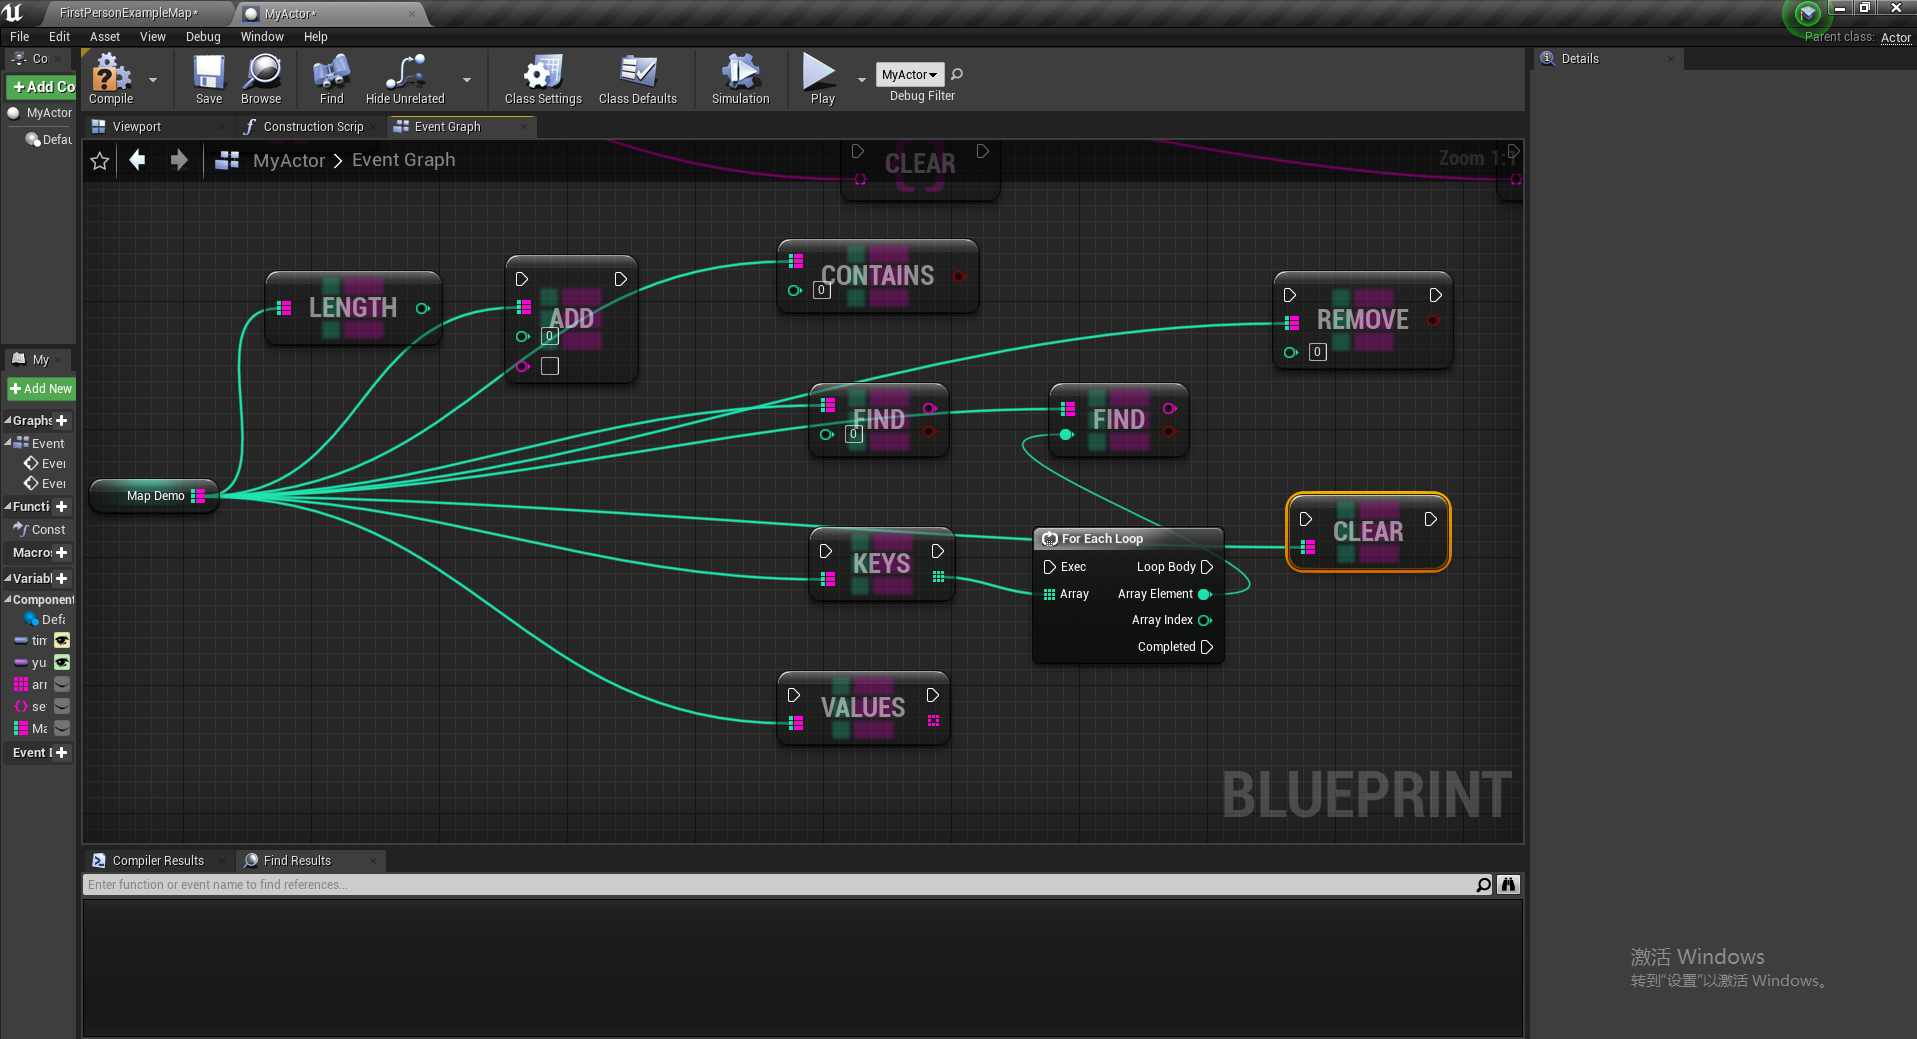 FirstPersonExampleMap*
MyActor*
File Edit Asset View Debug Window Help
Parent class: Actor
Co
+Add Co
MyActor
Defau
Compile
Save
Browse
Find
Hide Unrelated
Class Settings
Class Defaults
Simulation
Play
MyActor
Debug Filter
Details
Viewport
Construction Scrip
Event Graph
MyActor > Event Graph
Zoom 1:1
CLEAR
LENGTH
ADD
0
CONTAINS
0
REMOVE
0
FIND
0
FIND
Map Demo
KEYS
For Each Loop
Exec
Loop Body
Array
Array Element
Array Index
Completed
CLEAR
VALUES
BLUEPRINT
My
+Add New
Graphs
Event
Ever
Ever
Functi
Const
Macros
Variabl
Component
Defa
tim
yu
arr
se
Ma
Event D
Compiler Results
Find Results
Enter function or event name to find references...
激活 Windows
转到“设置”以激活 Windows。